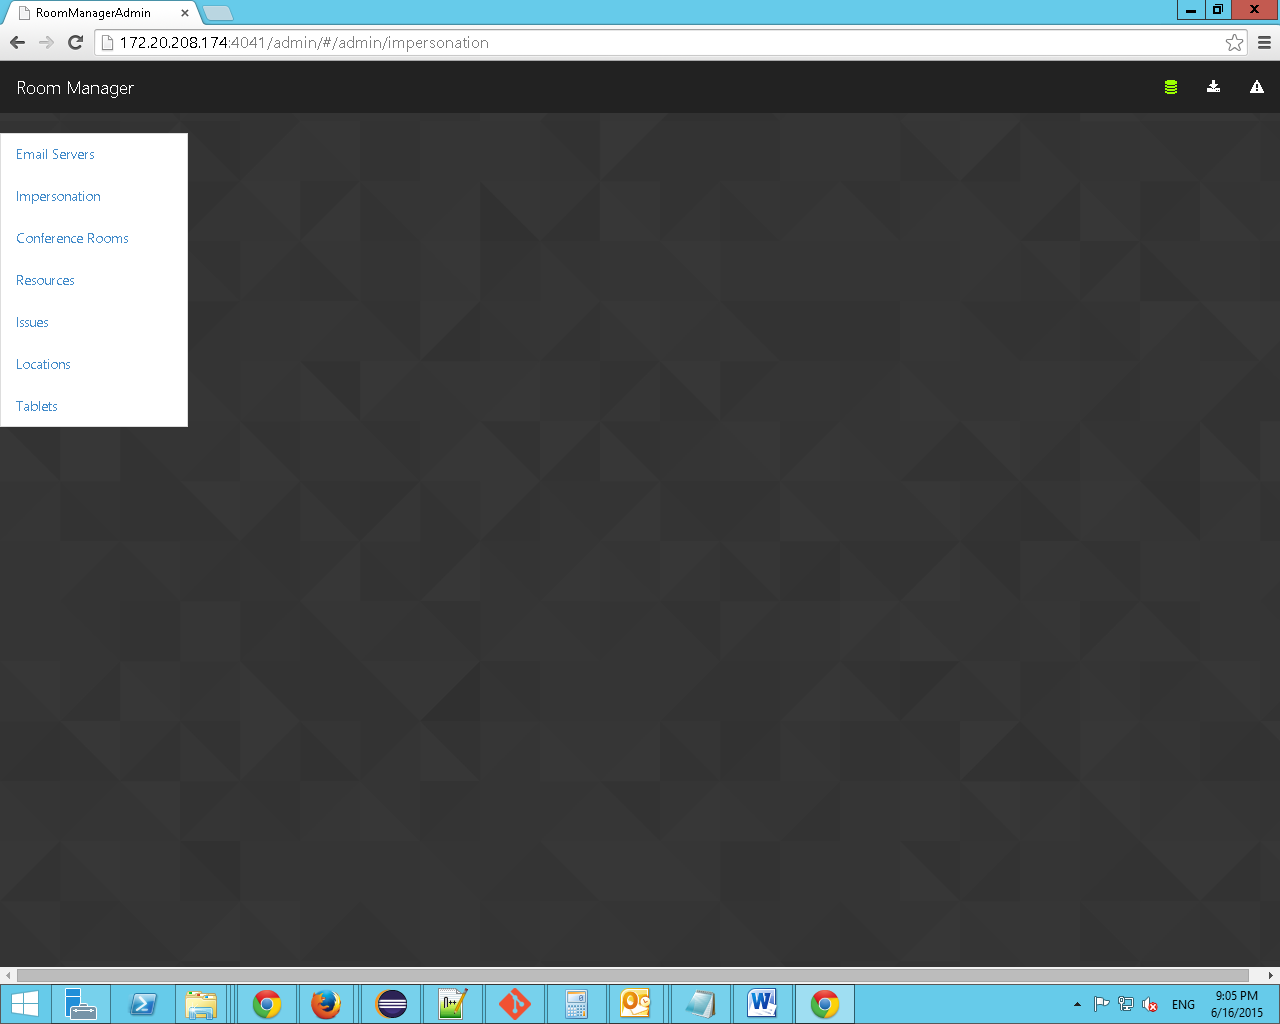 RoomManagerAdmin
172.20.208.174:4041/admin/#/admin/impersonation
Room Manager
Email Servers
Impersonation
Conference Rooms
Resources
Issues
Locations
Tablets
ENG
9:05 PM
6/16/2015